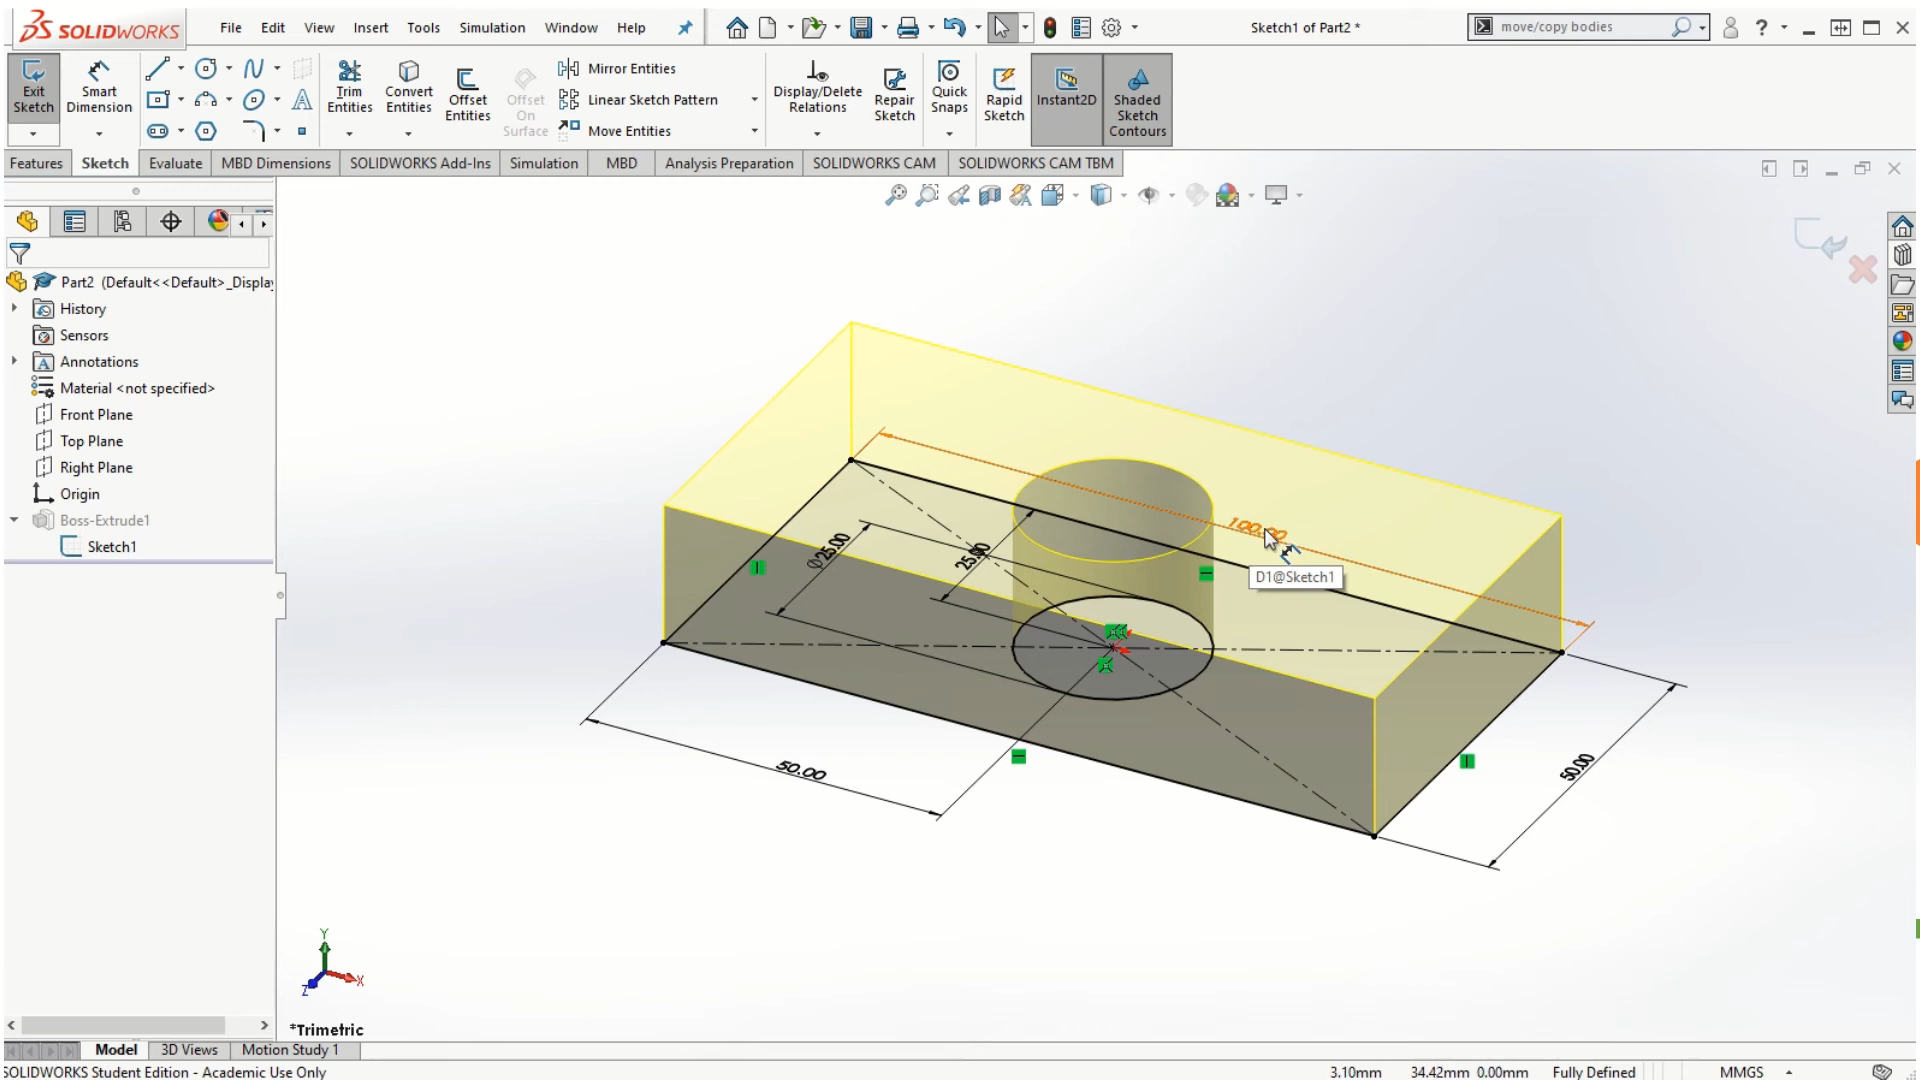 SOLIDWORKS File Edit View Insert Tools Simulation Window Help Sketch1 of Part2 * move/copy bodies ?
Exit Sketch
Smart Dimension
Trim Entities
Convert Entities
Offset Entities
Offset On Surface
Mirror Entities
Linear Sketch Pattern
Move Entities
Display/Delete Relations
Repair Sketch
Quick Snaps
Rapid Sketch
Instant2D
Shaded Sketch Contours
Features Sketch Evaluate MBD Dimensions SOLIDWORKS Add-Ins Simulation MBD Analysis Preparation SOLIDWORKS CAM SOLIDWORKS CAM TBM
Part2 (Default<<Default>_Display
History
Sensors
Annotations
Material <not specified>
Front Plane
Top Plane
Right Plane
Origin
Boss-Extrude1
Sketch1
100.00
D1@Sketch1
∅25.00
25.00
50.00
50.00
Y
X
Z
*Trimetric
Model 3D Views Motion Study 1
SOLIDWORKS Student Edition - Academic Use Only 3.10mm 34.42mm 0.00mm Fully Defined MMGS